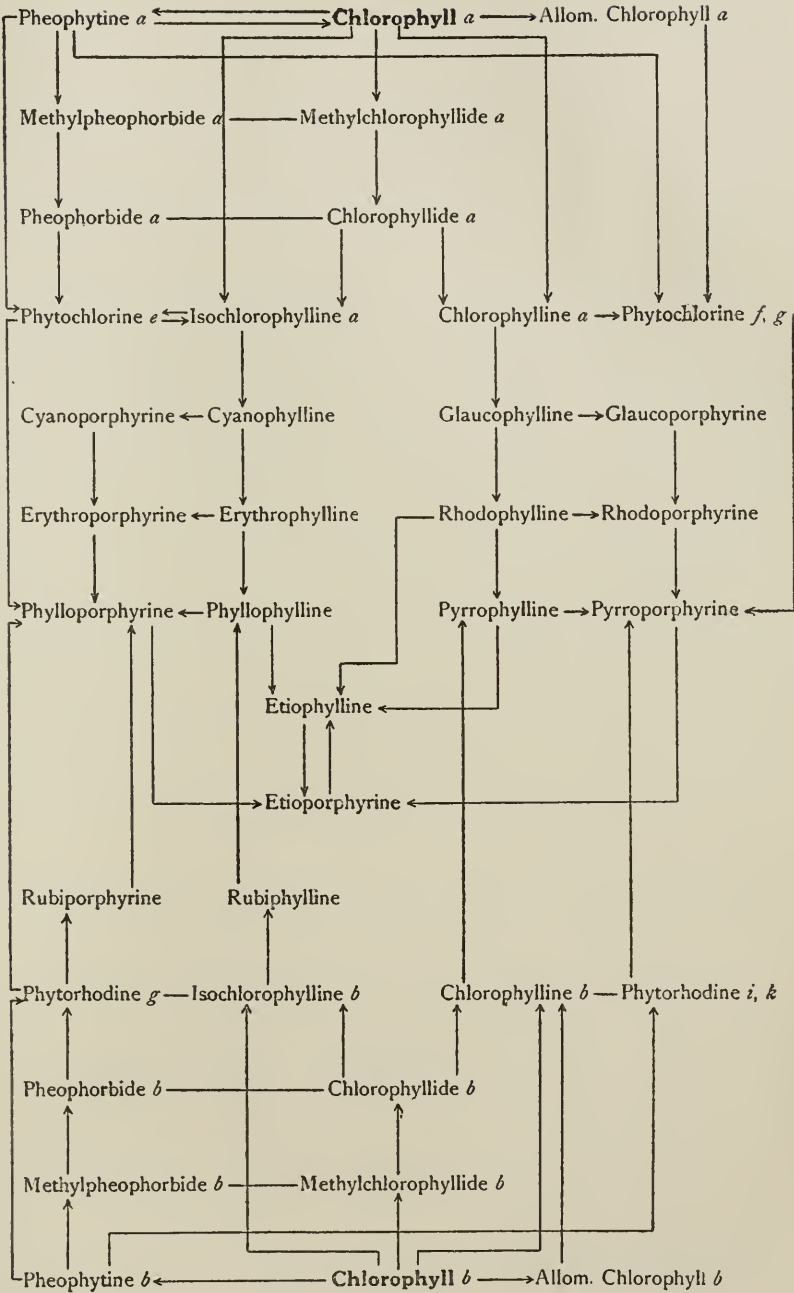 Pheophytine a Chlorophyll a Allom. Chlorophyll a
Methylpheophorbide a Methylchlorophyllide a
Pheophorbide a Chlorophyllide a
Phytochlorine e Isochlorophylline a Chlorophylline a Phytochlorine f, g
Cyanoporphyrine Cyanophylline Glaucophylline Glaucoporphyrine
Erythroporphyrine Erythrophylline Rhodophylline Rhodoporphyrine
Phylloporphyrine Phyllophylline Pyrrophylline Pyrroporphyrine
Etiophylline
Etioporphyrine
Rubiporphyrine Rubiphylline
Phytorhodine g Isochlorophylline b Chlorophylline b Phytorhodine i, k
Pheophorbide b Chlorophyllide b
Methylpheophorbide b Methylchlorophyllide b
Pheophytine b Chlorophyll b Allom. Chlorophyll b